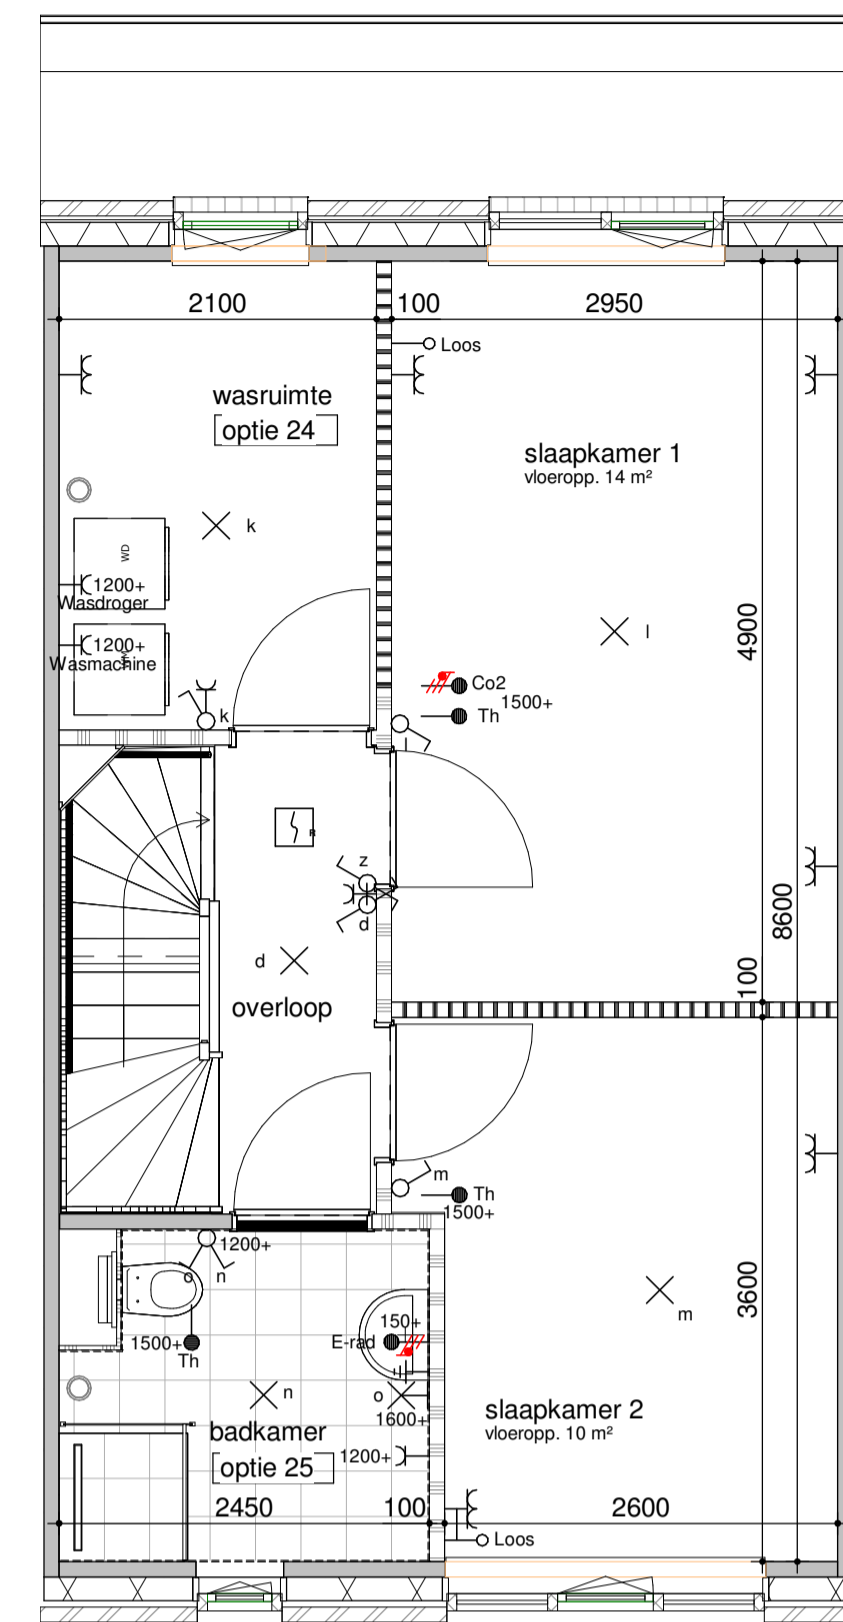 2100
100
2950
Loos
wasruimte
optie 24
slaapkamer 1
vloeropp. 14 m²
k
WD
1200+
Wasdroger
l
4900
1200+
Wasmachine
Co2
1500+
Th
k
l
R
z
d
8600
100
d
overloop
m
Th
1500+
1200+
o
n
3600
m
150+
E-rad
1500+
Th
n
o
1600+
slaapkamer 2
vloeropp. 10 m²
badkamer
optie 25
1200+
2450
100
2600
Loos